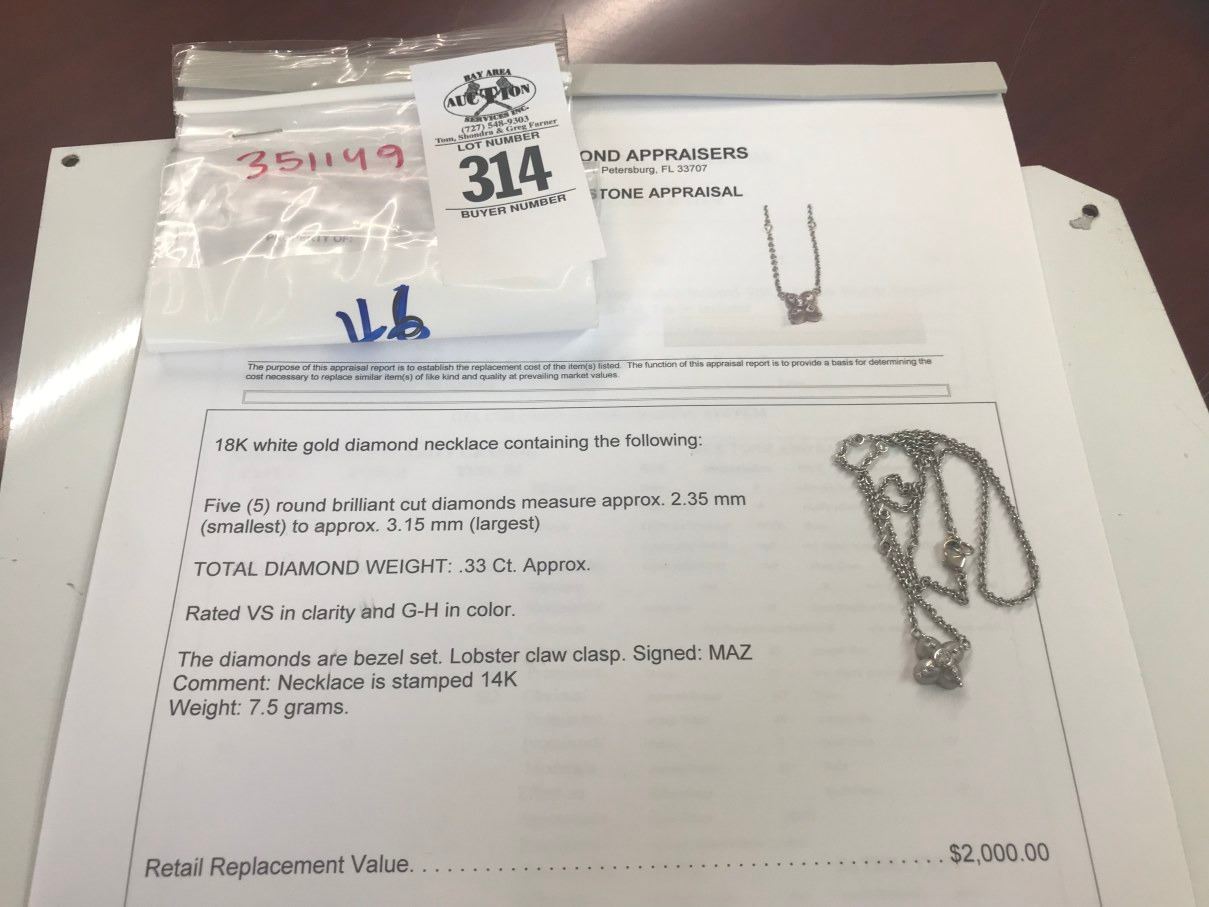 BAY AREA
AUCTION
SERVICES INC.
(727) 548-9303
Tom, Shondra & Greg Farner
LOT NUMBER
314
BUYER NUMBER
351149
PROPERTY OF:
OND APPRAISERS
Petersburg, FL 33707
STONE APPRAISAL
The purpose of this appraisal report is to establish the replacement cost of the item(s) listed. The function of this appraisal report is to provide a basis for determining the
cost necessary to replace similar item(s) of like kind and quality at prevailing market values.
18K white gold diamond necklace containing the following:
Five (5) round brilliant cut diamonds measure approx. 2.35 mm
(smallest) to approx. 3.15 mm (largest)
TOTAL DIAMOND WEIGHT: .33 Ct. Approx.
Rated VS in clarity and G-H in color.
The diamonds are bezel set. Lobster claw clasp. Signed: MAZ
Comment: Necklace is stamped 14K
Weight: 7.5 grams.
Retail Replacement Value. . . . . . . . . . . . . . . . . . . . . . . . . . . . . . . . . . . . . . . . . . $2,000.00